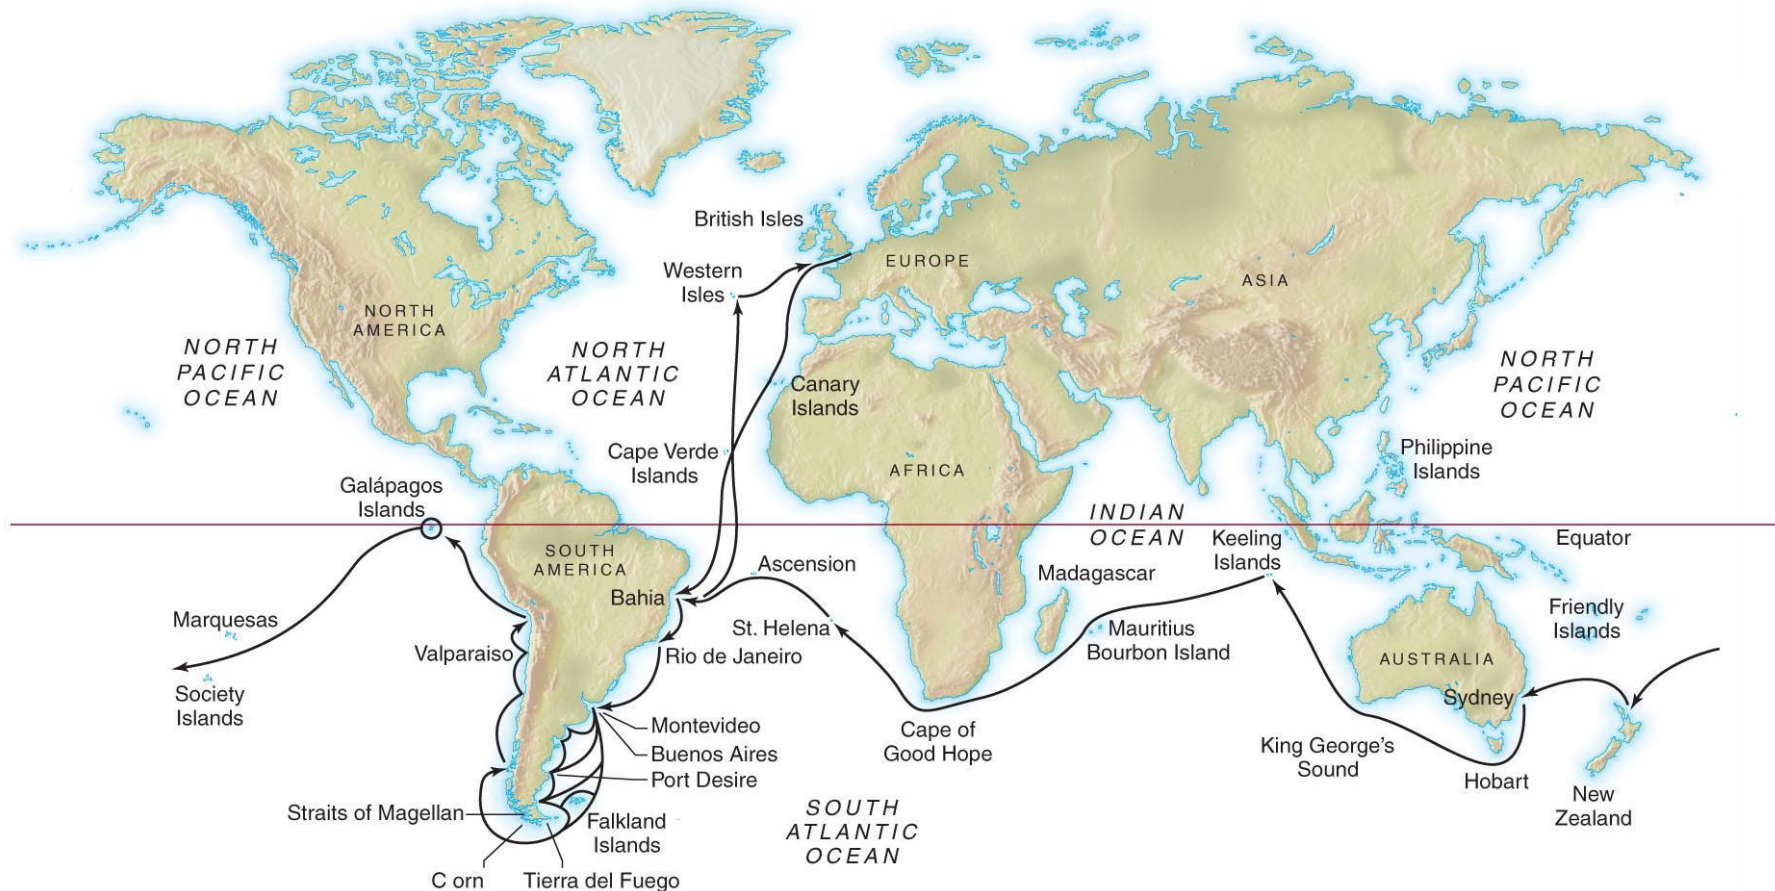 British Isles
EUROPE
Western
Isles
ASIA
NORTH
AMERICA
NORTH
PACIFIC
OCEAN
NORTH
ATLANTIC
OCEAN
NORTH
PACIFIC
OCEAN
Canary
Islands
Cape Verde
Islands
AFRICA
Philippine
Islands
Galápagos
Islands
INDIAN
OCEAN
Keeling
Islands
Equator
SOUTH
AMERICA
Ascension
Madagascar
Bahia
Friendly
Islands
Marquesas
St. Helena
Mauritius
Bourbon Island
Valparaiso
Rio de Janeiro
AUSTRALIA
Society
Islands
Sydney
Montevideo
Buenos Aires
Port Desire
Cape of
Good Hope
King George's
Sound
Hobart
New
Zealand
Straits of Magellan
Falkland
Islands
SOUTH
ATLANTIC
OCEAN
C orn
Tierra del Fuego